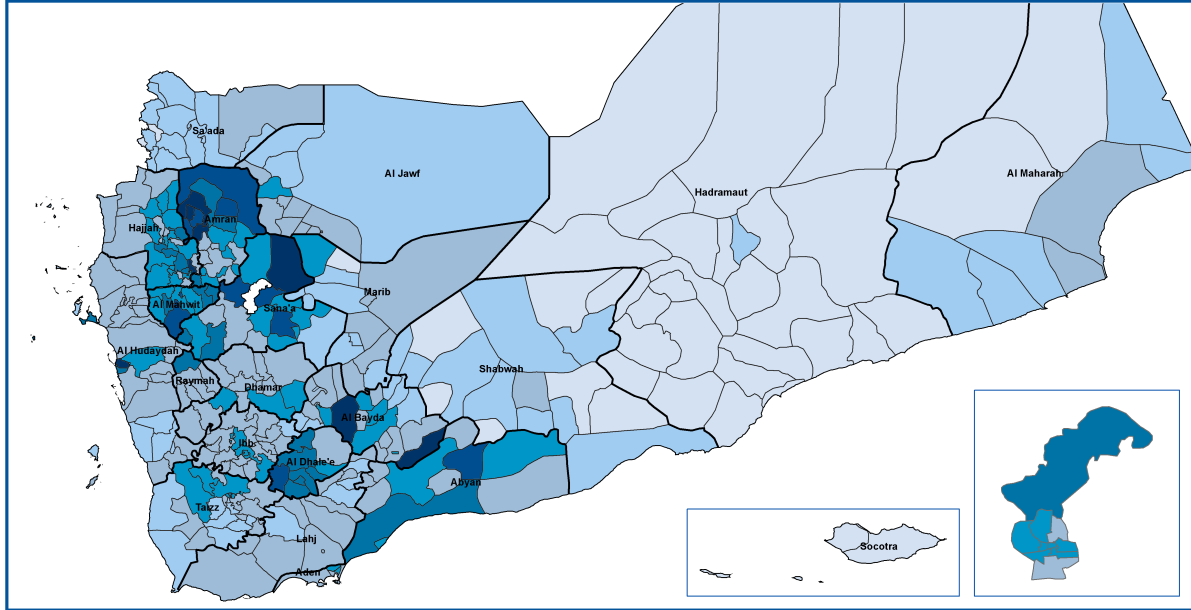 Sa'ada
Al Jawf
Al Maharah
Hadramaut
Amran
Hajjah
Marib
Al Mahwit
Sana'a
Al Hudaydah
Shabwah
Raymah
Dhamar
Al Bayda
Ibb
Al Dhale'e
Abyan
Taizz
Lahj
Socotra
Aden